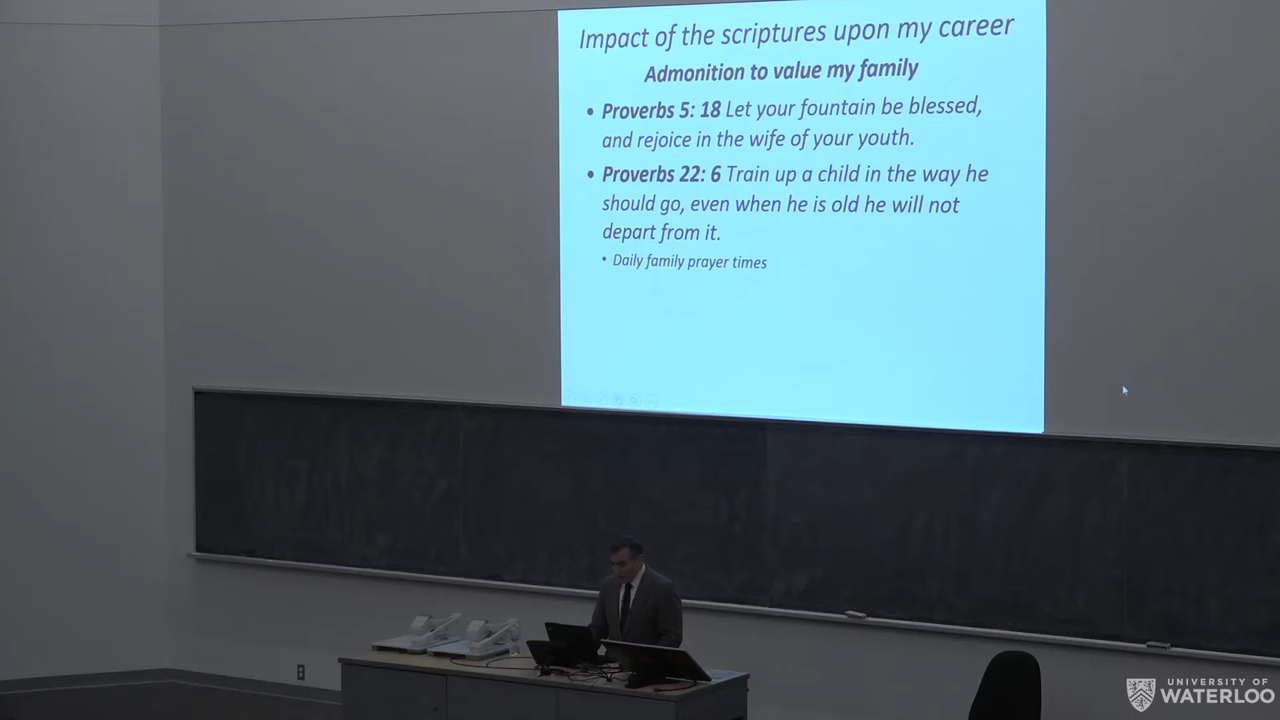 Impact of the scriptures upon my career
Admonition to value my family
• Proverbs 5: 18 Let your fountain be blessed,
and rejoice in the wife of your youth.
• Proverbs 22: 6 Train up a child in the way he
should go, even when he is old he will not
depart from it.
• Daily family prayer times
UNIVERSITY OF
WATERLOO